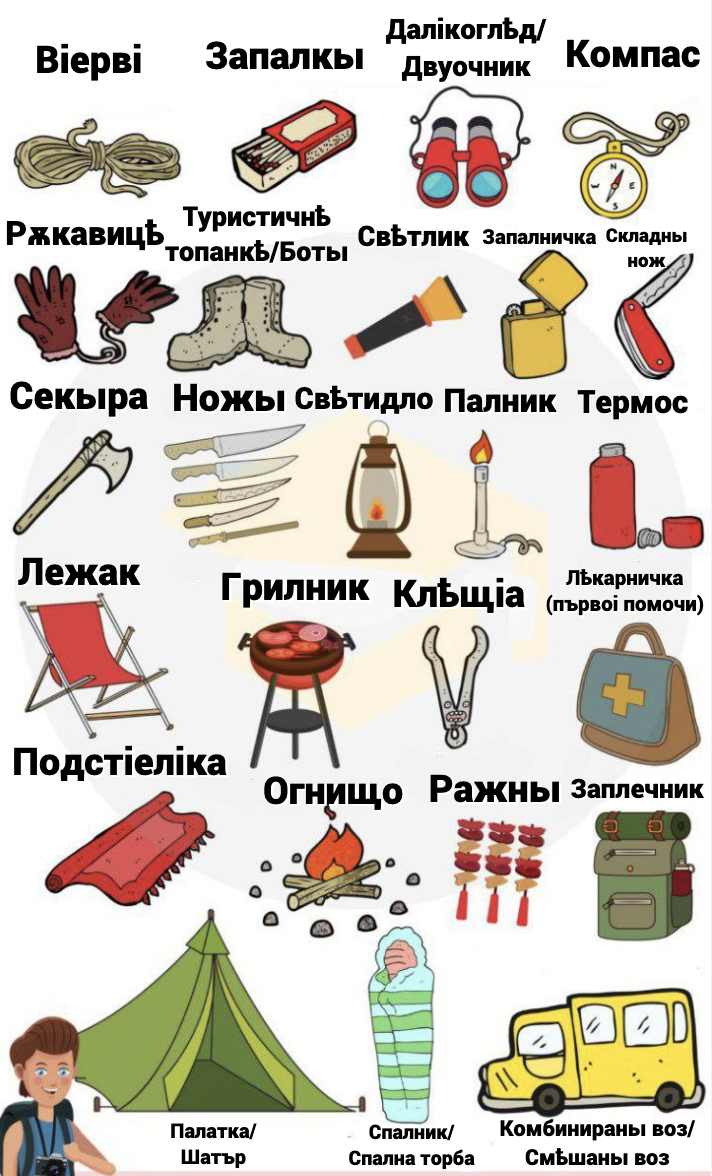 Віерві
Запалкы
Далікоглѣд/
Двуочник
Компас
Рѫкавицѣ
Туристичнѣ
топанкѣ/Боты
Свѣтлик
Запалничка
Складны
нож
Секыра
Ножы
Свѣтидло
Палник
Термос
Лежак
Грилник
Клѣщіа
Лѣкарничка
(първоі помочи)
Подстіеліка
Огнищо
Ражны
Заплечник
N
W
E
S
Палатка/
Шатър
Спалник/
Спална торба
Комбинираны воз/
Смѣшаны воз